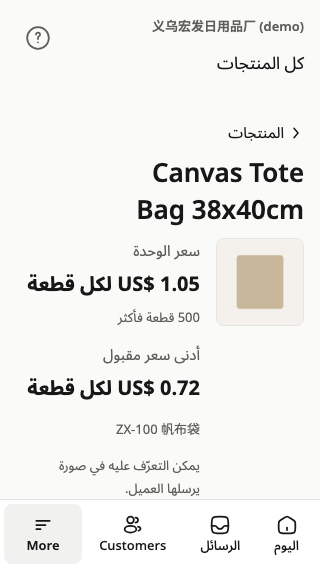 义乌宏发日用品厂 (demo)
كل المنتجات
المنتجات
Canvas Tote
Bag 38x40cm
سعر الوحدة
US$ 1.05 لكل قطعة
500 قطعة فأكثر
أدنى سعر مقبول
US$ 0.72 لكل قطعة
ZX-100 帆布袋
يمكن التعرّف عليه في صورة
يرسلها العميل.
اليوم
الرسائل
Customers
More